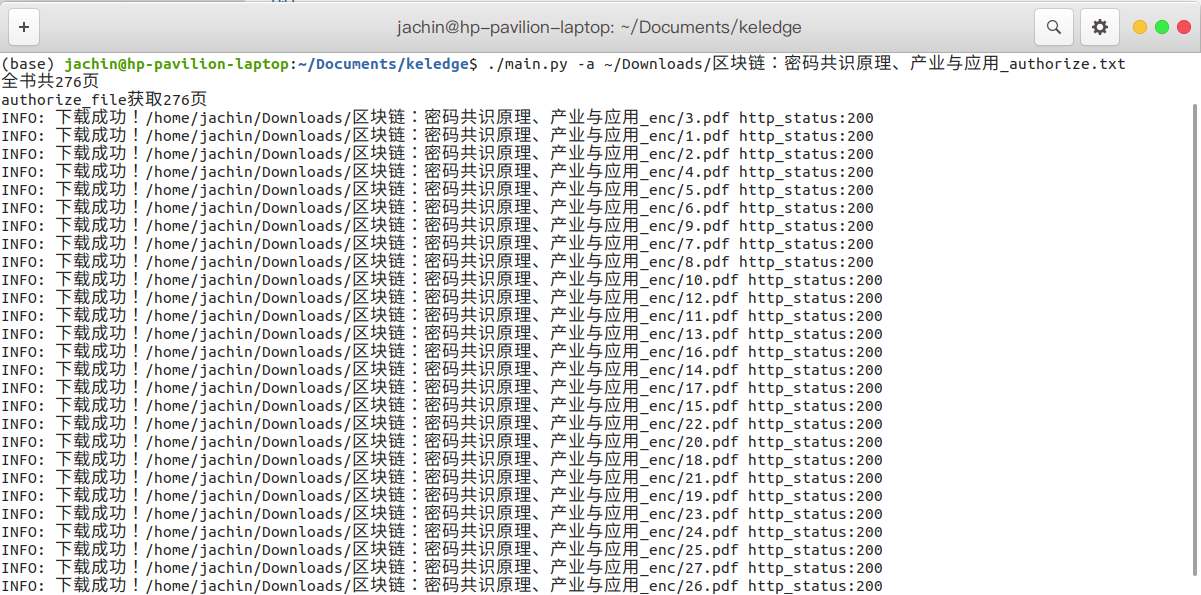 jachin@hp-pavilion-laptop: ~/Documents/keledge
(base) jachin@hp-pavilion-laptop:~/Documents/keledge$ ./main.py -a ~/Downloads/区块链：密码共识原理、产业与应用_authorize.txt
全书共276页
authorize_file获取276页
INFO: 下载成功！/home/jachin/Downloads/区块链：密码共识原理、产业与应用_enc/3.pdf http_status:200
INFO: 下载成功！/home/jachin/Downloads/区块链：密码共识原理、产业与应用_enc/1.pdf http_status:200
INFO: 下载成功！/home/jachin/Downloads/区块链：密码共识原理、产业与应用_enc/2.pdf http_status:200
INFO: 下载成功！/home/jachin/Downloads/区块链：密码共识原理、产业与应用_enc/4.pdf http_status:200
INFO: 下载成功！/home/jachin/Downloads/区块链：密码共识原理、产业与应用_enc/5.pdf http_status:200
INFO: 下载成功！/home/jachin/Downloads/区块链：密码共识原理、产业与应用_enc/6.pdf http_status:200
INFO: 下载成功！/home/jachin/Downloads/区块链：密码共识原理、产业与应用_enc/9.pdf http_status:200
INFO: 下载成功！/home/jachin/Downloads/区块链：密码共识原理、产业与应用_enc/7.pdf http_status:200
INFO: 下载成功！/home/jachin/Downloads/区块链：密码共识原理、产业与应用_enc/8.pdf http_status:200
INFO: 下载成功！/home/jachin/Downloads/区块链：密码共识原理、产业与应用_enc/10.pdf http_status:200
INFO: 下载成功！/home/jachin/Downloads/区块链：密码共识原理、产业与应用_enc/12.pdf http_status:200
INFO: 下载成功！/home/jachin/Downloads/区块链：密码共识原理、产业与应用_enc/11.pdf http_status:200
INFO: 下载成功！/home/jachin/Downloads/区块链：密码共识原理、产业与应用_enc/13.pdf http_status:200
INFO: 下载成功！/home/jachin/Downloads/区块链：密码共识原理、产业与应用_enc/16.pdf http_status:200
INFO: 下载成功！/home/jachin/Downloads/区块链：密码共识原理、产业与应用_enc/14.pdf http_status:200
INFO: 下载成功！/home/jachin/Downloads/区块链：密码共识原理、产业与应用_enc/17.pdf http_status:200
INFO: 下载成功！/home/jachin/Downloads/区块链：密码共识原理、产业与应用_enc/15.pdf http_status:200
INFO: 下载成功！/home/jachin/Downloads/区块链：密码共识原理、产业与应用_enc/22.pdf http_status:200
INFO: 下载成功！/home/jachin/Downloads/区块链：密码共识原理、产业与应用_enc/20.pdf http_status:200
INFO: 下载成功！/home/jachin/Downloads/区块链：密码共识原理、产业与应用_enc/18.pdf http_status:200
INFO: 下载成功！/home/jachin/Downloads/区块链：密码共识原理、产业与应用_enc/21.pdf http_status:200
INFO: 下载成功！/home/jachin/Downloads/区块链：密码共识原理、产业与应用_enc/19.pdf http_status:200
INFO: 下载成功！/home/jachin/Downloads/区块链：密码共识原理、产业与应用_enc/23.pdf http_status:200
INFO: 下载成功！/home/jachin/Downloads/区块链：密码共识原理、产业与应用_enc/24.pdf http_status:200
INFO: 下载成功！/home/jachin/Downloads/区块链：密码共识原理、产业与应用_enc/25.pdf http_status:200
INFO: 下载成功！/home/jachin/Downloads/区块链：密码共识原理、产业与应用_enc/27.pdf http_status:200
INFO: 下载成功！/home/jachin/Downloads/区块链：密码共识原理、产业与应用_enc/26.pdf http_status:200